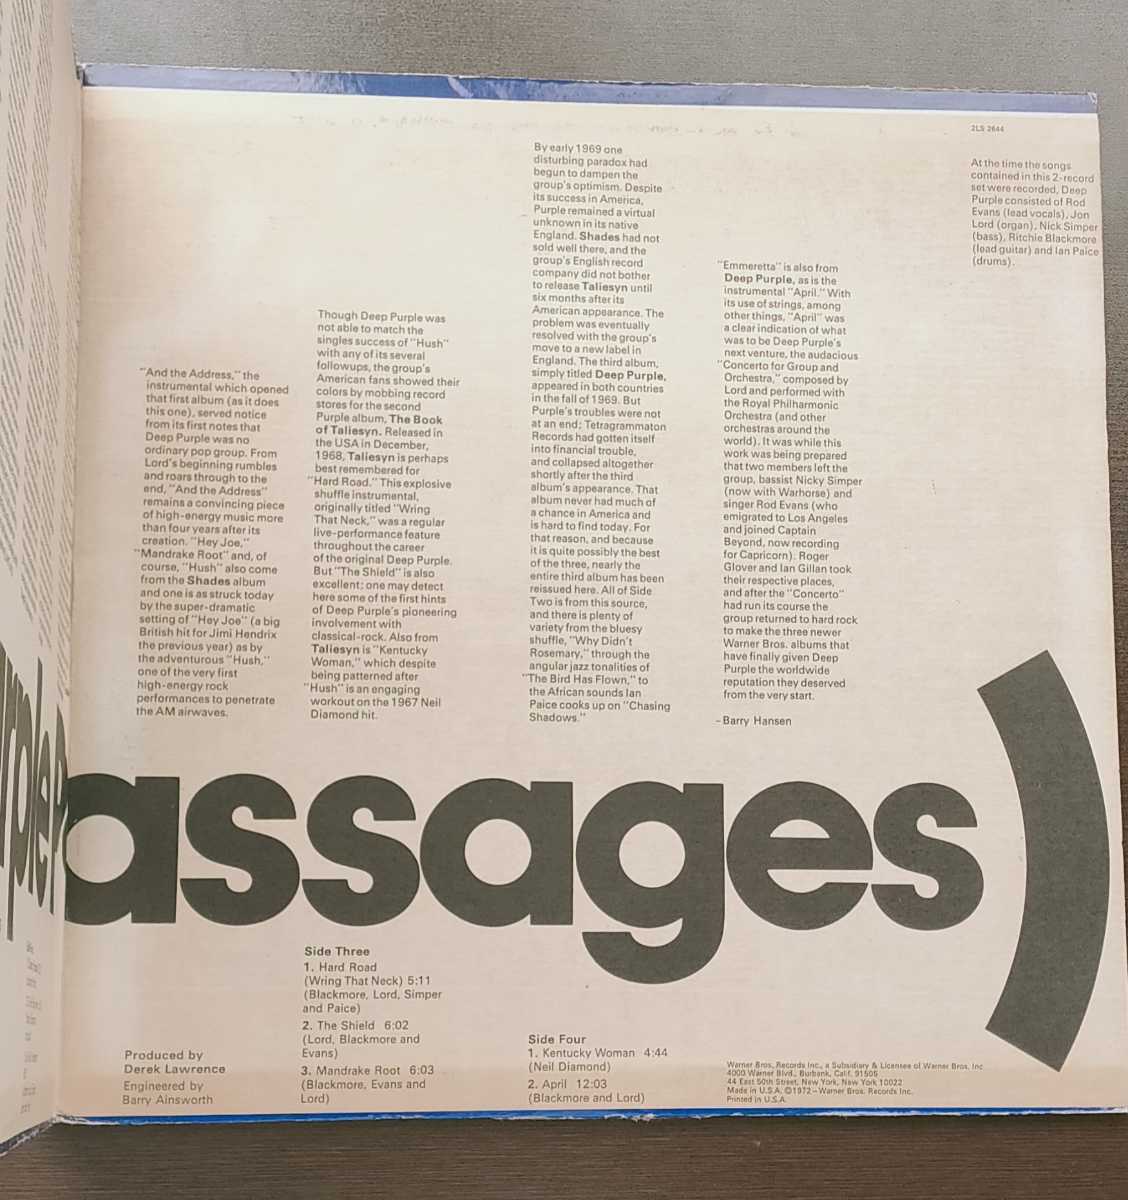 2LS 2644
"And the Address," the
instrumental which opened
that first album (as it does
this one), served notice
from its first notes that
Deep Purple was no
ordinary pop group. From
Lord's beginning rumbles
and roars through to the
end, "And the Address"
remains a convincing piece
of high-energy music more
than four years after its
creation. "Hey Joe,"
"Mandrake Root" and, of
course, "Hush" also come
from the Shades album
and one is as struck today
by the super-dramatic
setting of "Hey Joe" (a big
British hit for Jimi Hendrix
the previous year) as by
the adventurous "Hush,"
one of the very first
high-energy rock
performances to penetrate
the AM airwaves.
Though Deep Purple was
not able to match the
singles success of "Hush"
with any of its several
followups, the group's
American fans showed their
colors by mobbing record
stores for the second
Purple album, The Book
of Taliesyn. Released in
the USA in December,
1968, Taliesyn is perhaps
best remembered for
"Hard Road." This explosive
shuffle instrumental,
originally titled "Wring
That Neck," was a regular
live-performance feature
throughout the career
of the original Deep Purple.
But "The Shield" is also
excellent; one may detect
here some of the first hints
of Deep Purple's pioneering
involvement with
classical-rock. Also from
Taliesyn is "Kentucky
Woman," which despite
being patterned after
"Hush" is an engaging
workout on the 1967 Neil
Diamond hit.
By early 1969 one
disturbing paradox had
begun to dampen the
group's optimism. Despite
its success in America,
Purple remained a virtual
unknown in its native
England. Shades had not
sold well there, and the
group's English record
company did not bother
to release Taliesyn until
six months after its
American appearance. The
problem was eventually
resolved with the group's
move to a new label in
England. The third album,
simply titled Deep Purple,
appeared in both countries
in the fall of 1969. But
Purple's troubles were not
at an end; Tetragrammaton
Records had gotten itself
into financial trouble,
and collapsed altogether
shortly after the third
album's appearance. That
album never had much of
a chance in America and
is hard to find today. For
that reason, and because
it is quite possibly the best
of the three, nearly the
entire third album has been
reissued here. All of Side
Two is from this source,
and there is plenty of
variety from the bluesy
shuffle, "Why Didn't
Rosemary," through the
angular jazz tonalities of
"The Bird Has Flown," to
the African sounds Ian
Paice cooks up on "Chasing
Shadows."
"Emmeretta" is also from
Deep Purple, as is the
instrumental "April." With
its use of strings, among
other things, "April" was
a clear indication of what
was to be Deep Purple's
next venture, the audacious
"Concerto for Group and
Orchestra," composed by
Lord and performed with
the Royal Philharmonic
Orchestra (and other
orchestras around the
world). It was while this
work was being prepared
that two members left the
group, bassist Nicky Simper
(now with Warhorse) and
singer Rod Evans (who
emigrated to Los Angeles
and joined Captain
Beyond, now recording
for Capricorn). Roger
Glover and Ian Gillan took
their respective places,
and after the "Concerto"
had run its course the
group returned to hard rock
to make the three newer
Warner Bros. albums that
have finally given Deep
Purple the worldwide
reputation they deserved
from the very start.
–Barry Hansen
At the time the songs
contained in this 2-record
set were recorded, Deep
Purple consisted of Rod
Evans (lead vocals), Jon
Lord (organ), Nick Simper
(bass), Ritchie Blackmore
(lead guitar) and Ian Paice
(drums).
rple Passages)
Produced by
Derek Lawrence
Engineered by
Barry Ainsworth
Side Three
1. Hard Road
(Wring That Neck) 5:11
(Blackmore, Lord, Simper
and Paice)
2. The Shield 6:02
(Lord, Blackmore and
Evans)
3. Mandrake Root 6:03
(Blackmore, Evans and
Lord)
Side Four
1. Kentucky Woman 4:44
(Neil Diamond)
2. April 12:03
(Blackmore and Lord)
Warner Bros. Records Inc., a Subsidiary & Licensee of Warner Bros. Inc.
4000 Warner Blvd., Burbank, Calif. 91505
44 East 50th Street, New York, New York 10022
Made in U.S.A. ©1972–Warner Bros. Records Inc.
Printed in U.S.A.